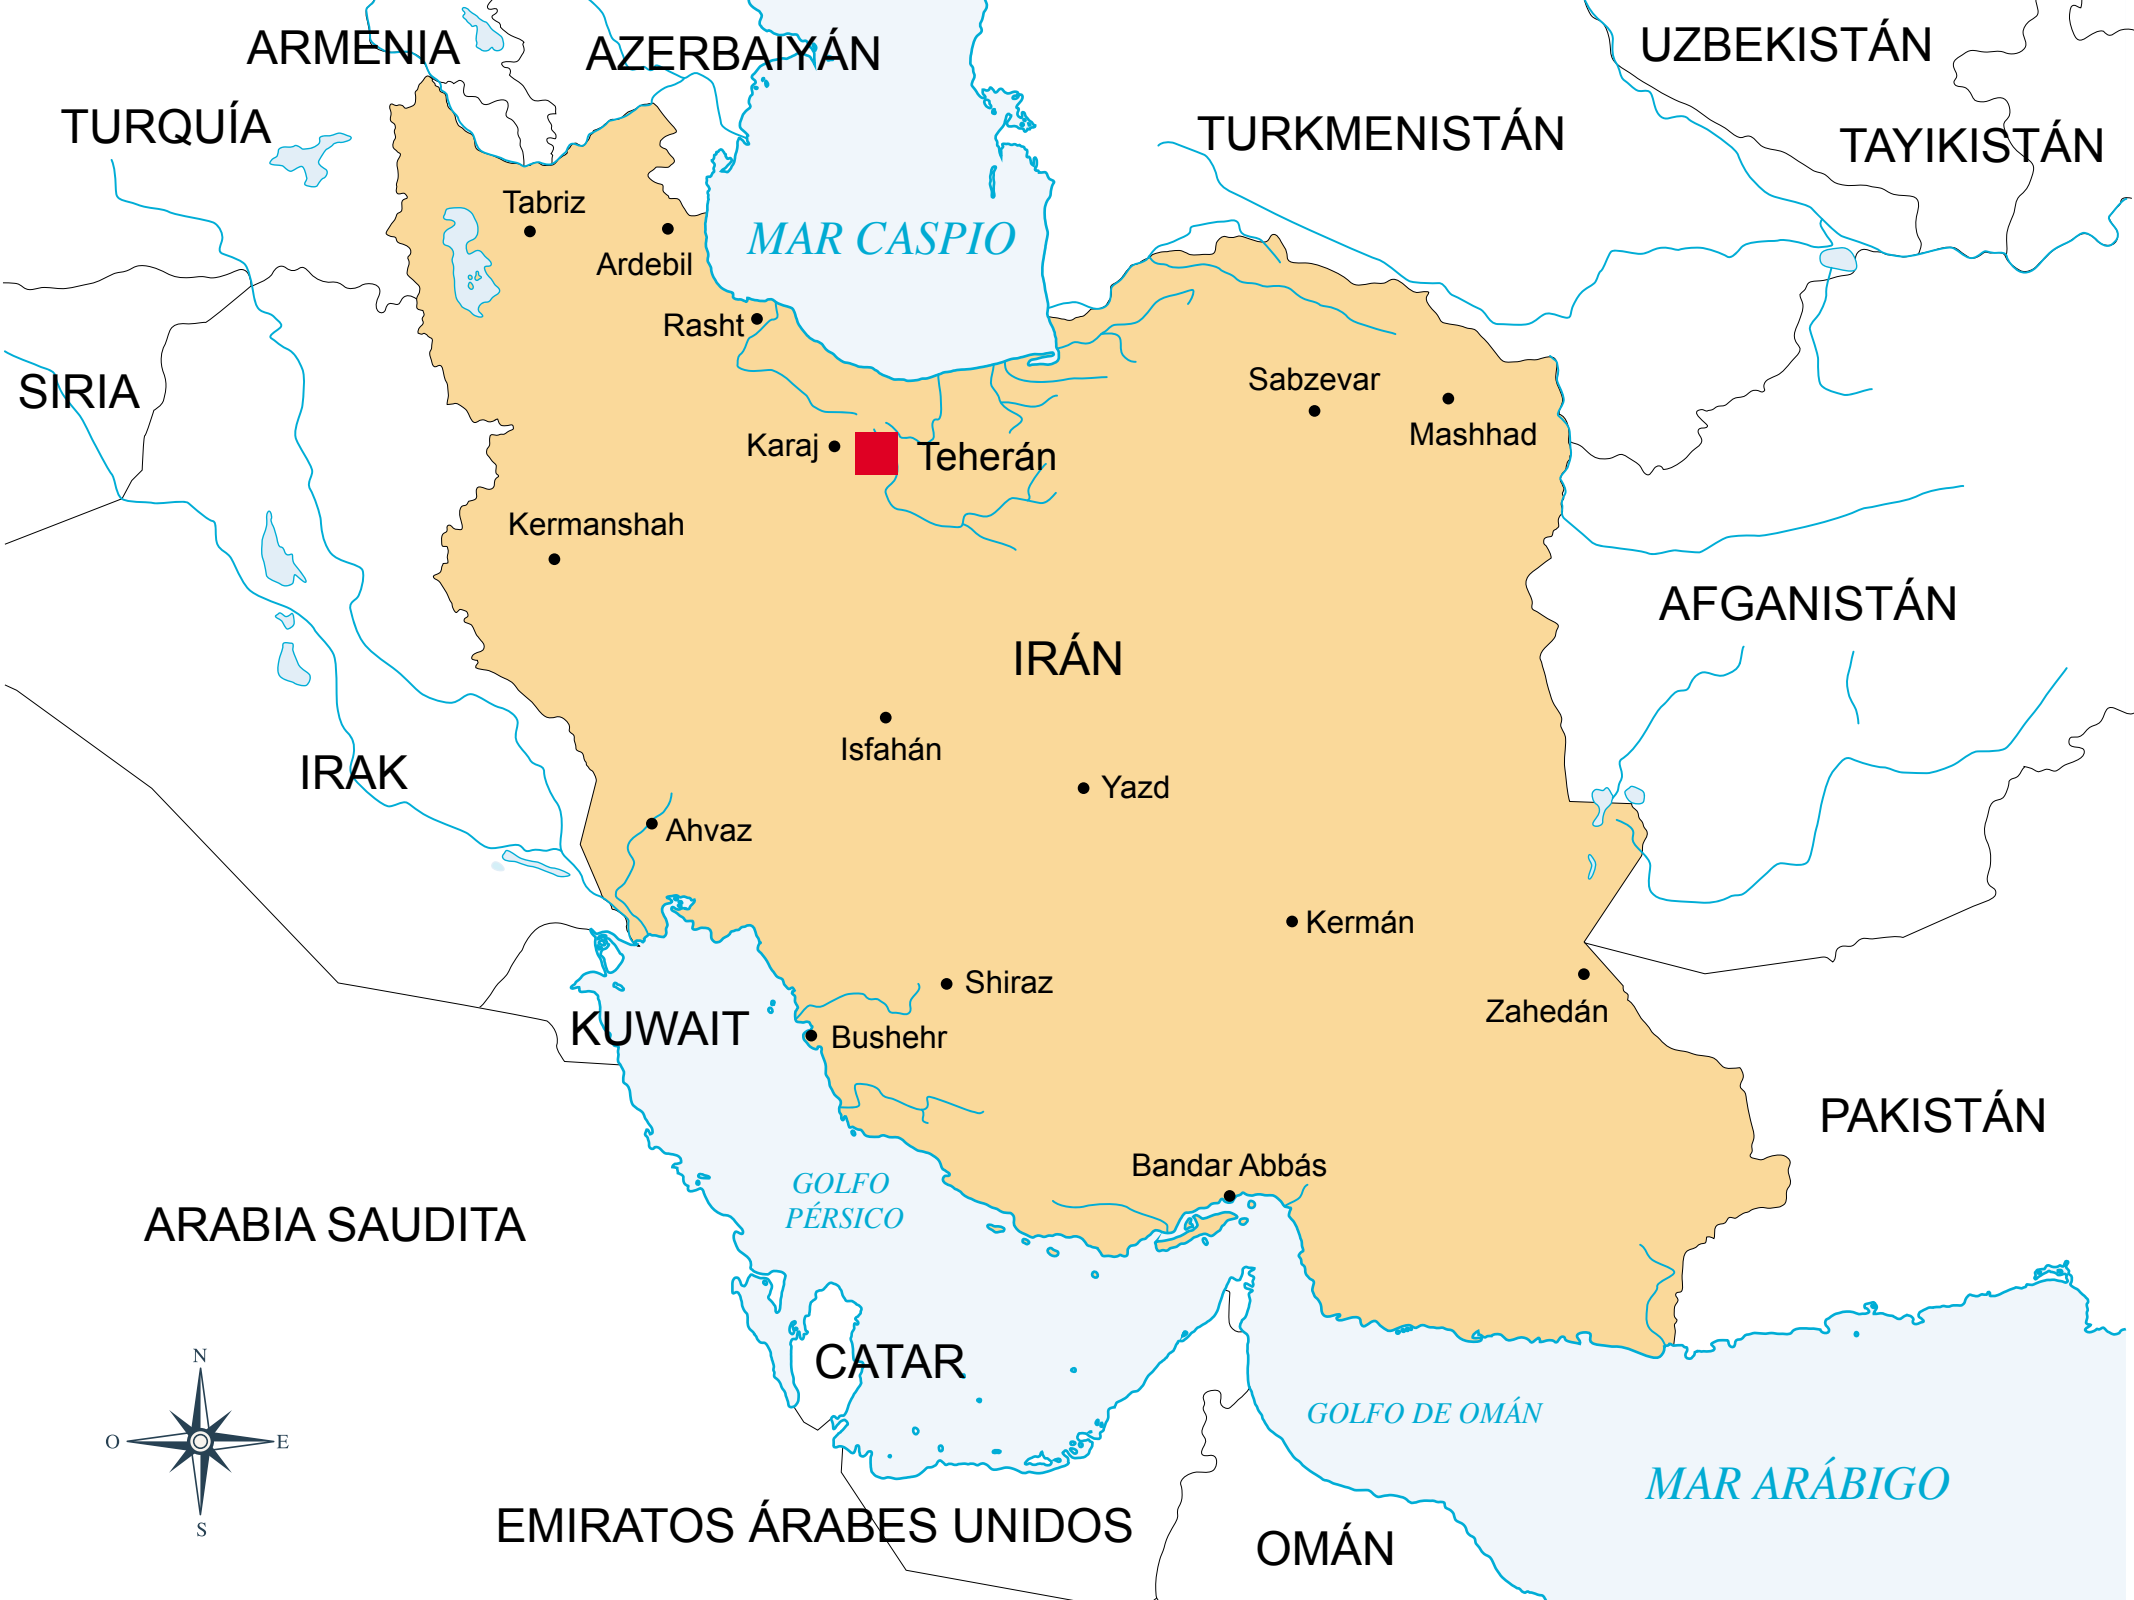 ARMENIA
AZERBAIYÁN
UZBEKISTÁN
TURQUÍA
TURKMENISTÁN
TAYIKISTÁN
Tabriz
MAR CASPIO
Ardebil
Rasht
SIRIA
Sabzevar
Mashhad
Karaj
Teherán
Kermanshah
AFGANISTÁN
IRÁN
Isfahán
IRAK
Yazd
Ahvaz
Kermán
Shiraz
Zahedán
KUWAIT
Bushehr
PAKISTÁN
Bandar Abbás
GOLFO
PÉRSICO
ARABIA SAUDITA
N
CATAR
GOLFO DE OMÁN
O
E
MAR ARÁBIGO
S
EMIRATOS ÁRABES UNIDOS
OMÁN